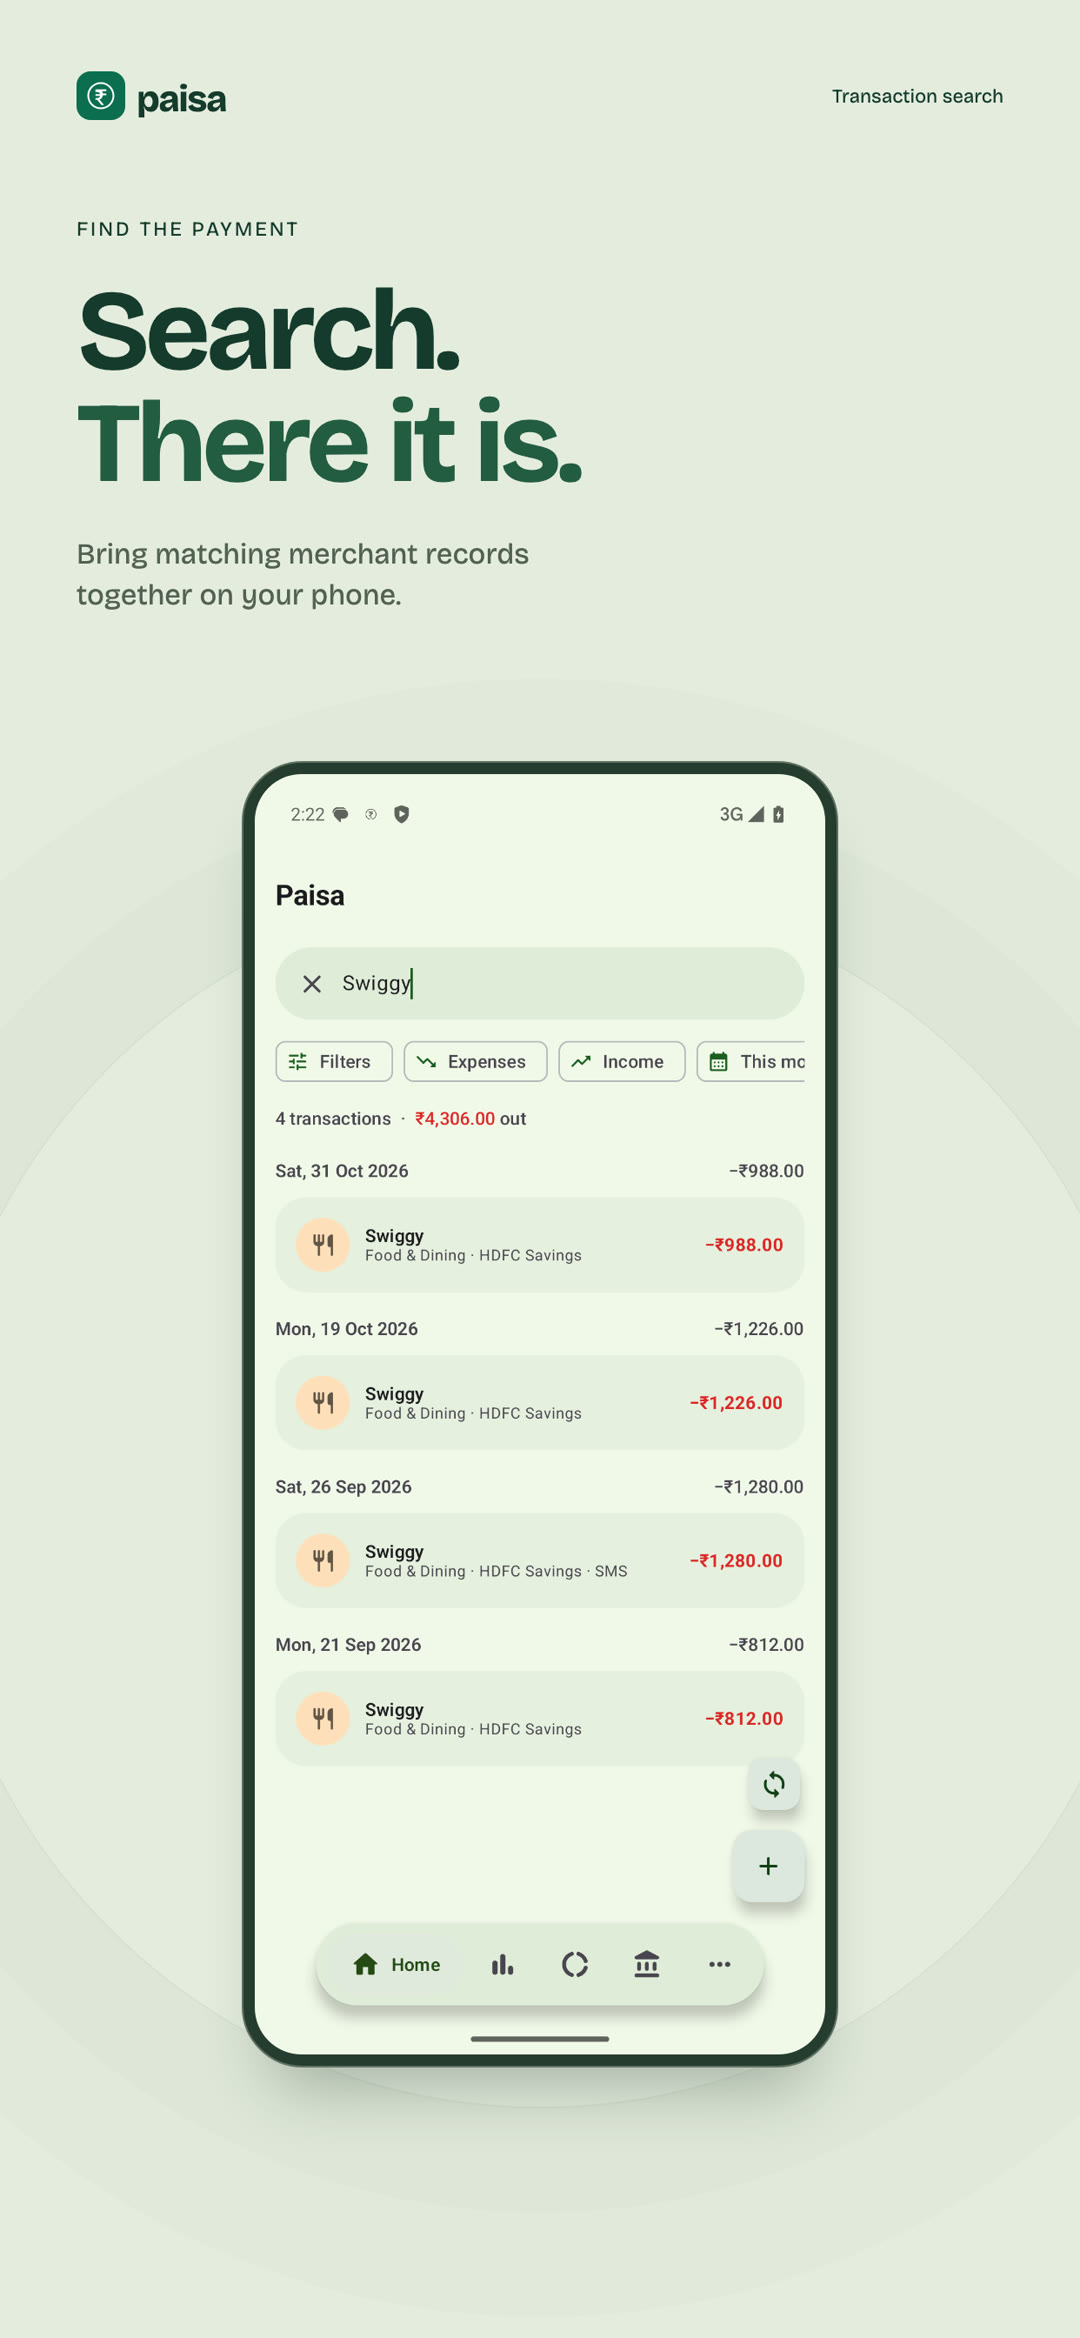 paisa
Transaction search
FIND THE PAYMENT
Search.
There it is.
Bring matching merchant records
together on your phone.
2:22
3G
Paisa
Swiggy
Filters
Expenses
Income
This mo
4 transactions · ₹4,306.00 out
Sat, 31 Oct 2026 −₹988.00
Swiggy
Food & Dining · HDFC Savings
−₹988.00
Mon, 19 Oct 2026 −₹1,226.00
Swiggy
Food & Dining · HDFC Savings
−₹1,226.00
Sat, 26 Sep 2026 −₹1,280.00
Swiggy
Food & Dining · HDFC Savings · SMS
−₹1,280.00
Mon, 21 Sep 2026 −₹812.00
Swiggy
Food & Dining · HDFC Savings
−₹812.00
Home